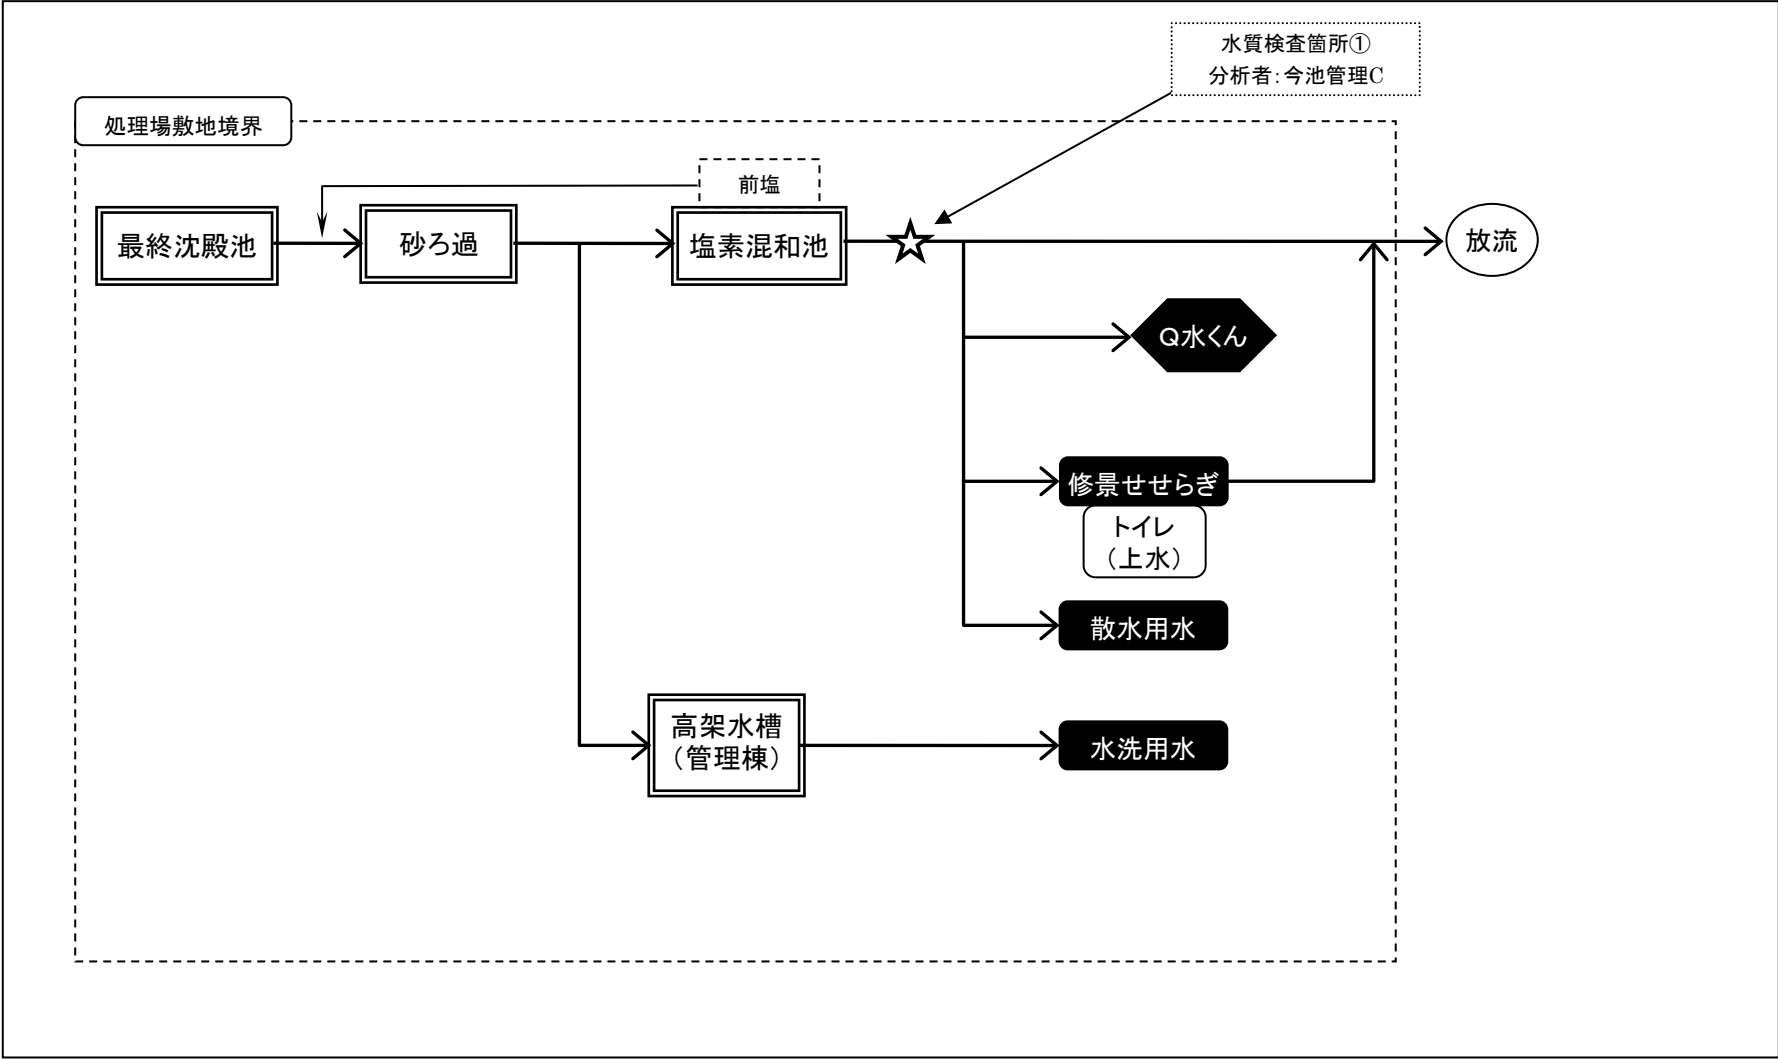 水質検査箇所①
分析者：今池管理C
処理場敷地境界
前塩
最終沈殿池
砂ろ過
塩素混和池
放流
Q水くん
修景せせらぎ
トイレ
（上水）
散水用水
高架水槽
（管理棟）
水洗用水